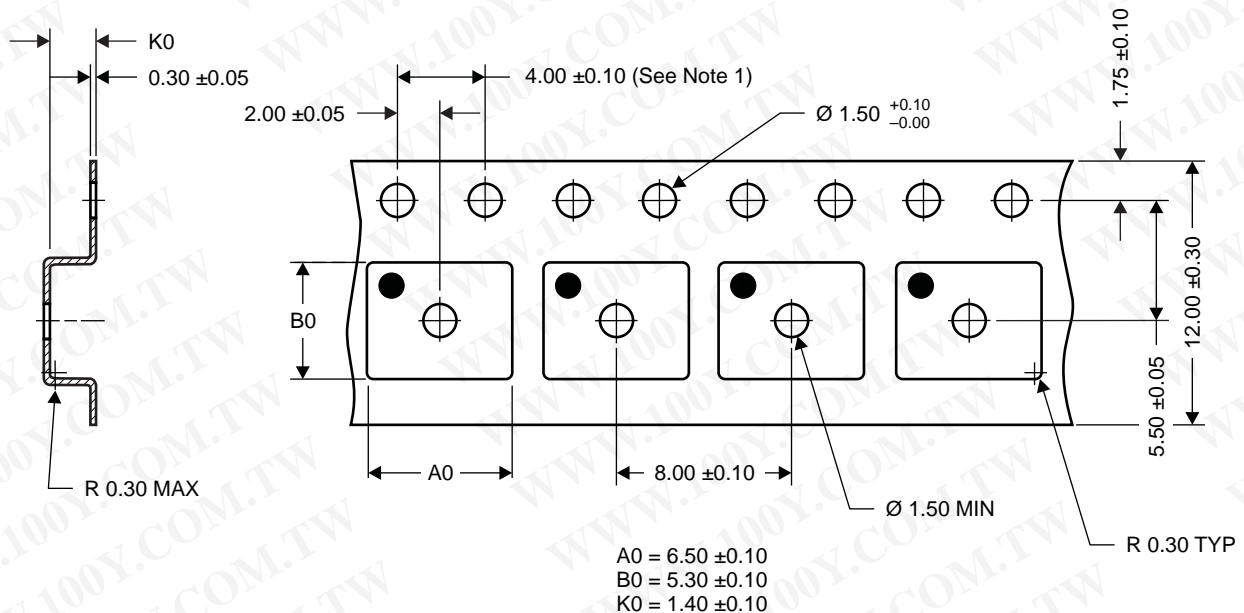 K0
0.30 ±0.05
4.00 ±0.10 (See Note 1)
2.00 ±0.05
Ø 1.50 +0.10 –0.00
1.75 ±0.10
12.00 ±0.30
5.50 ±0.05
B0
A0
8.00 ±0.10
R 0.30 MAX
Ø 1.50 MIN
R 0.30 TYP
A0 = 6.50 ±0.10
B0 = 5.30 ±0.10
K0 = 1.40 ±0.10
WWW.100Y.COM.TW